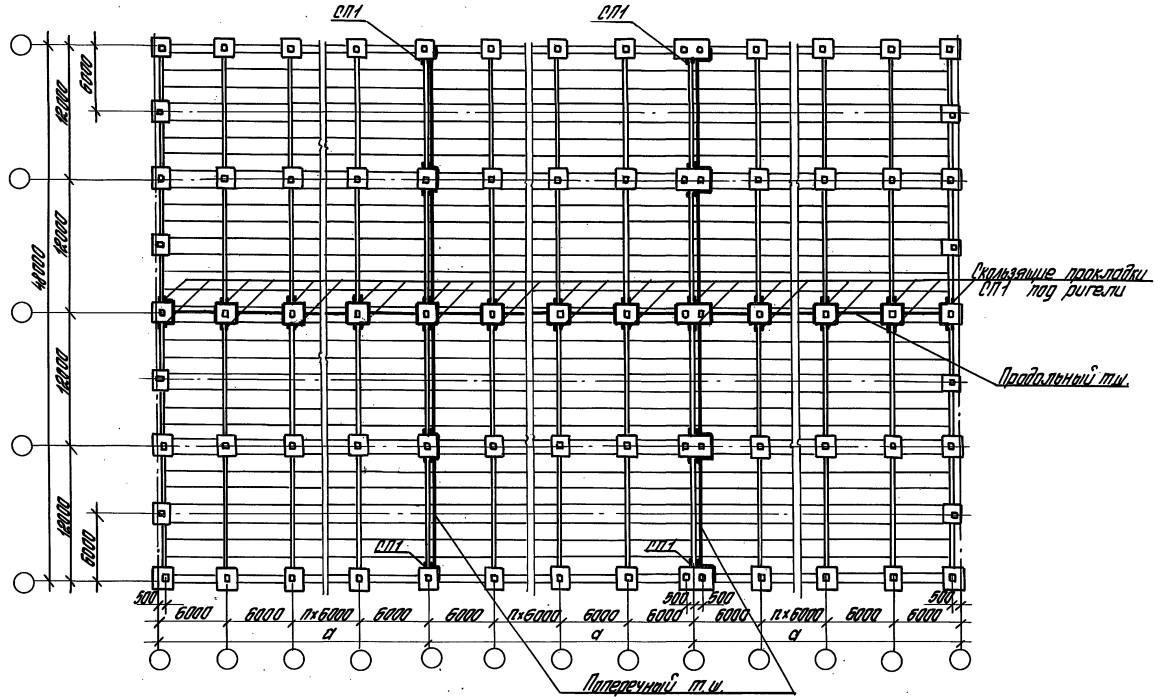 СП1
СП1
6000
12000
12000
48000
Скользящие прокладки
СП1 под ригели
12000
Продольный т.ш.
12000
6000
СП1
СП1
500
6000
6000
п×6000
6000
6000
п×6000
6000
6000
500
500
6000
п×6000
6000
6000
500
а
а
а
Поперечный т.ш.